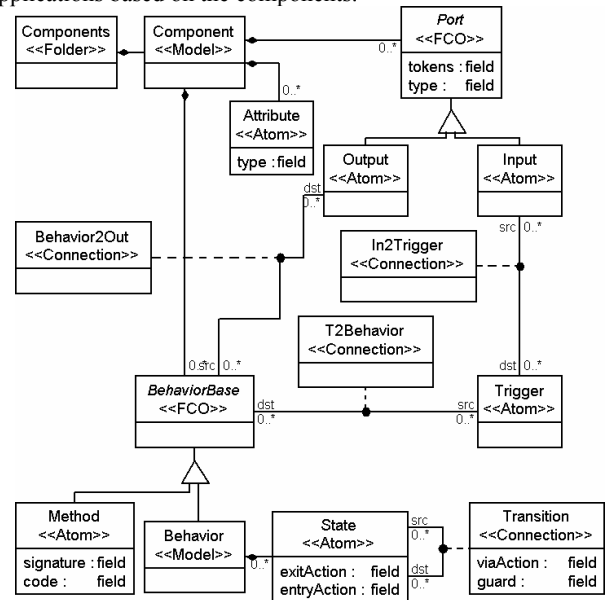 applications based on the components.
Components
<<Folder>>
Component
<<Model>>
0..*
Port
<<FCO>>
tokens : field
type : field
0..*
Attribute
<<Atom>>
type : field
Output
<<Atom>>
Input
<<Atom>>
dst
0..*
src 0..*
Behavior2Out
<<Connection>>
In2Trigger
<<Connection>>
T2Behavior
<<Connection>>
0..*
src 0..*
dst 0..*
BehaviorBase
<<FCO>>
dst
0..*
src
0..*
Trigger
<<Atom>>
Method
<<Atom>>
signature : field
code : field
Behavior
<<Model>>
0..*
State
<<Atom>>
exitAction : field
entryAction : field
src
0..*
dst
0..*
Transition
<<Connection>>
viaAction : field
guard : field